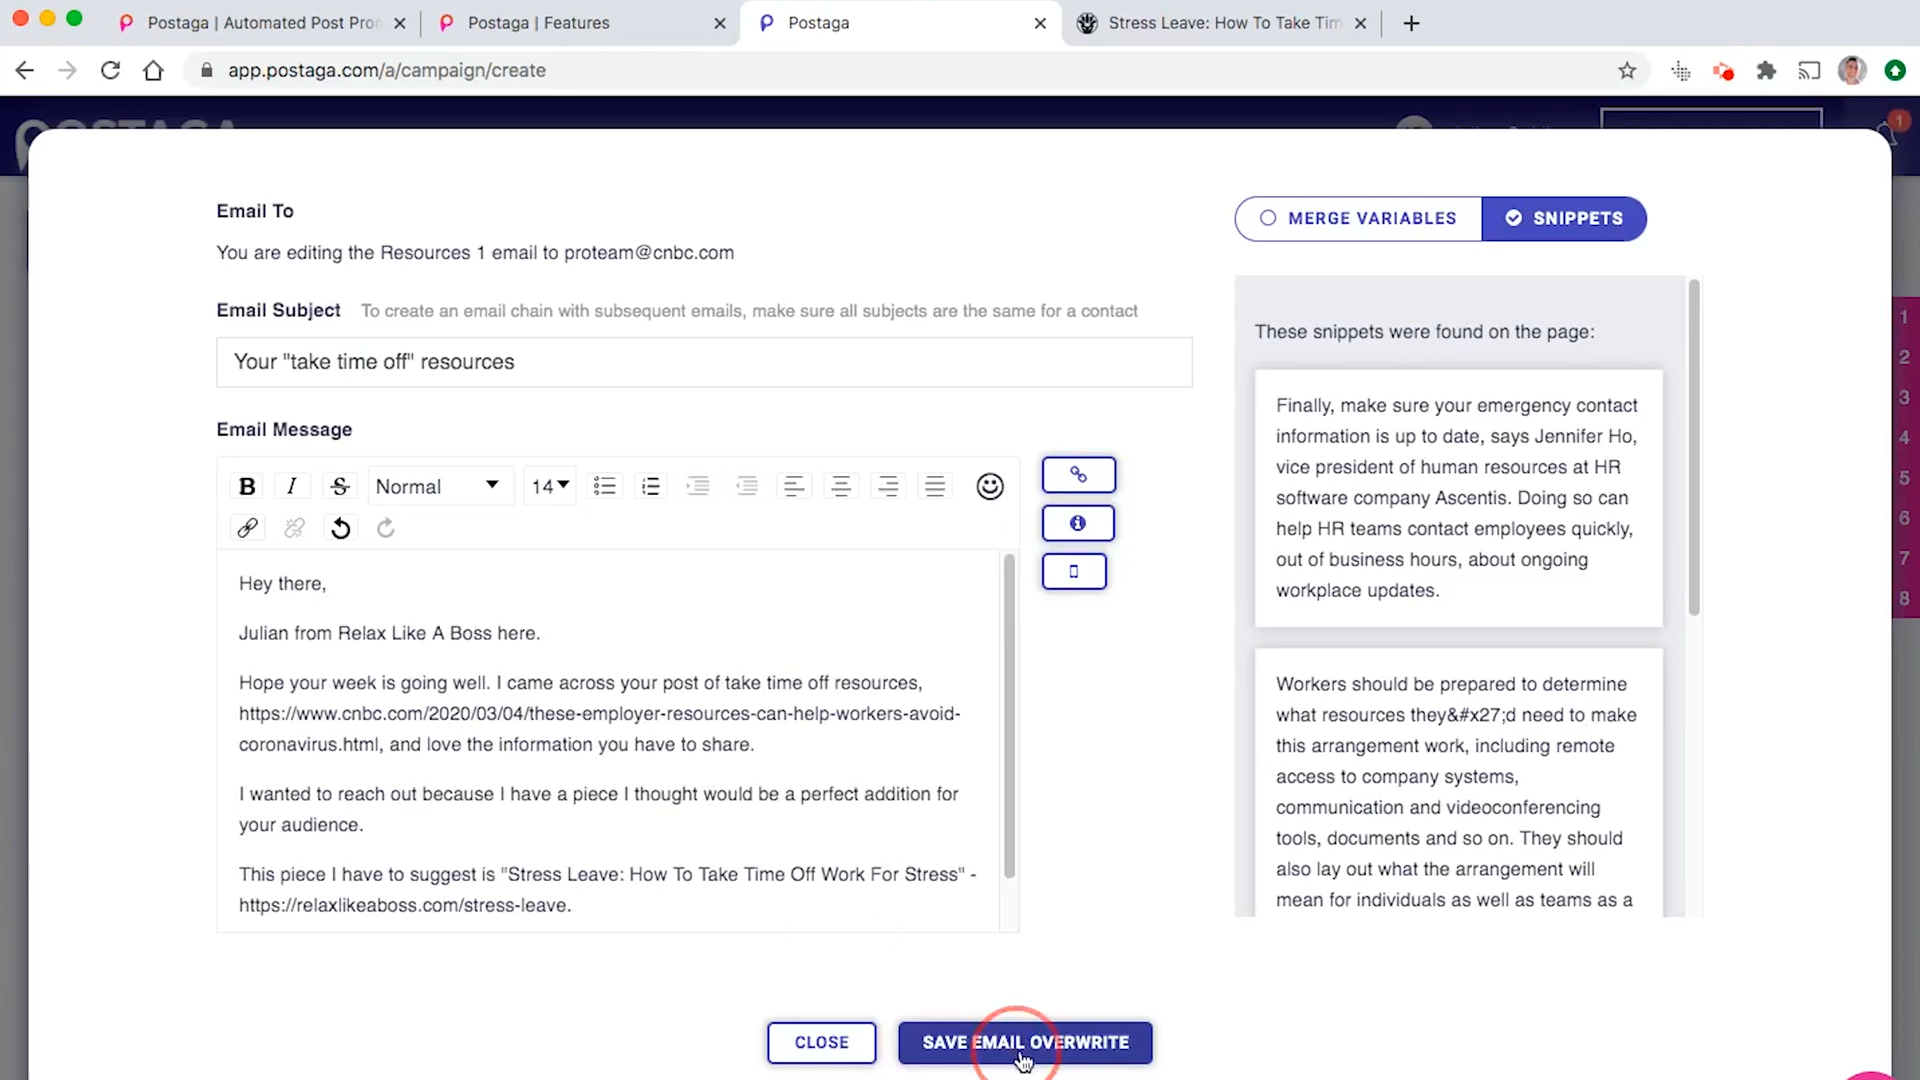 Postaga | Automated Post Pro
Postaga | Features
Postaga
Stress Leave: How To Take Tim
app.postaga.com/a/campaign/create
POSTAGA
1
Email To
You are editing the Resources 1 email to proteam@cnbc.com
MERGE VARIABLES
SNIPPETS
Email Subject To create an email chain with subsequent emails, make sure all subjects are the same for a contact
Your "take time off" resources
Email Message
B I S Normal 14
Hey there,
Julian from Relax Like A Boss here.
Hope your week is going well. I came across your post of take time off resources,
https://www.cnbc.com/2020/03/04/these-employer-resources-can-help-workers-avoid-
coronavirus.html, and love the information you have to share.
I wanted to reach out because I have a piece I thought would be a perfect addition for
your audience.
This piece I have to suggest is "Stress Leave: How To Take Time Off Work For Stress" -
https://relaxlikeaboss.com/stress-leave.
These snippets were found on the page:
Finally, make sure your emergency contact
information is up to date, says Jennifer Ho,
vice president of human resources at HR
software company Ascentis. Doing so can
help HR teams contact employees quickly,
out of business hours, about ongoing
workplace updates.
Workers should be prepared to determine
what resources they&#x27;d need to make
this arrangement work, including remote
access to company systems,
communication and videoconferencing
tools, documents and so on. They should
also lay out what the arrangement will
mean for individuals as well as teams as a
1
2
3
4
5
6
7
8
CLOSE
SAVE EMAIL OVERWRITE